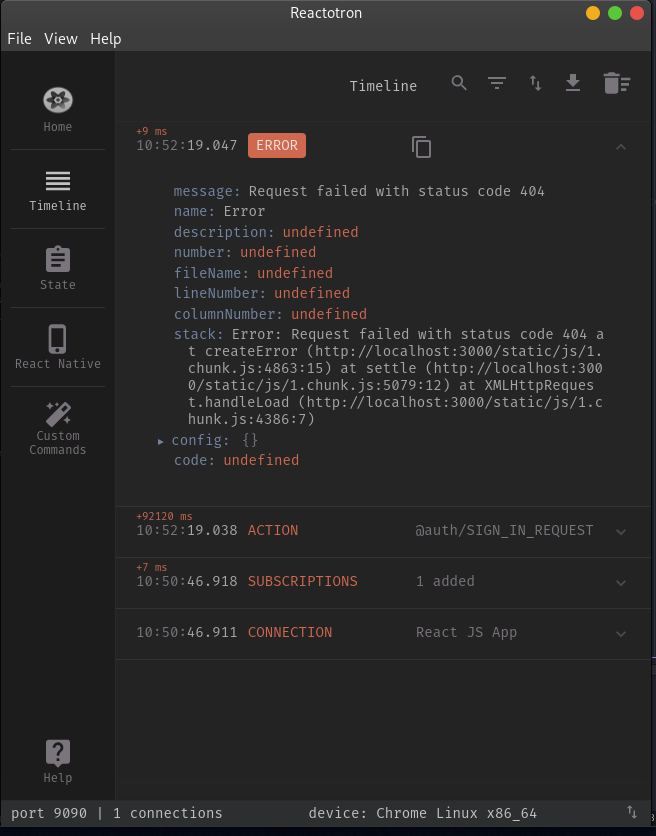 Reactotron
File View Help
Home
Timeline
State
React Native
Custom
Commands
Help
Timeline
+9 ms
10:52:19.047 ERROR
message: Request failed with status code 404
name: Error
description: undefined
number: undefined
fileName: undefined
lineNumber: undefined
columnNumber: undefined
stack: Error: Request failed with status code 404 a
t createError (http://localhost:3000/static/js/1.
chunk.js:4863:15) at settle (http://localhost:300
0/static/js/1.chunk.js:5079:12) at XMLHttpReques
t.handleLoad (http://localhost:3000/static/js/1.c
hunk.js:4386:7)
▸ config: {}
code: undefined
+92120 ms
10:52:19.038 ACTION @auth/SIGN_IN_REQUEST
+7 ms
10:50:46.918 SUBSCRIPTIONS 1 added
10:50:46.911 CONNECTION React JS App
port 9090 | 1 connections device: Chrome Linux x86_64